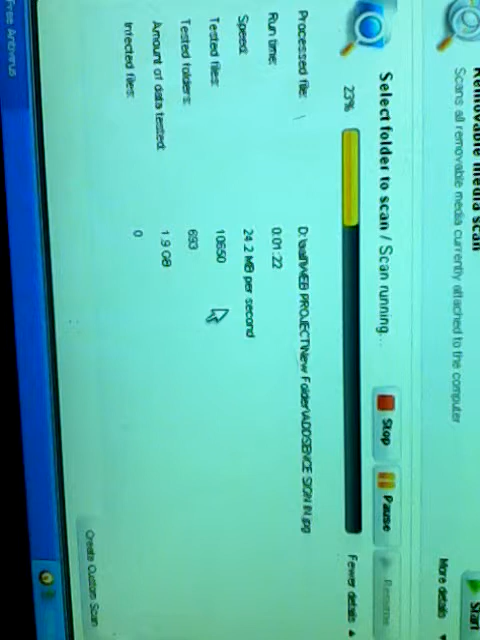 Removable media scan
Start
Scans all removable media currently attached to the computer
More details
Select folder to scan / Scan running...
Stop
Pause
Resume
23%
Fewer details
Processed file: \
Run time: 0:01:22
Speed: 24.2 MB per second
Tested files: 10650
Tested folders: 693
Amount of data tested: 1.9 GB
Infected files: 0
WEB PROJECT\New Folder\ADDSENCE SIGN IN.jpg
Create Custom Scan
Free Antivirus